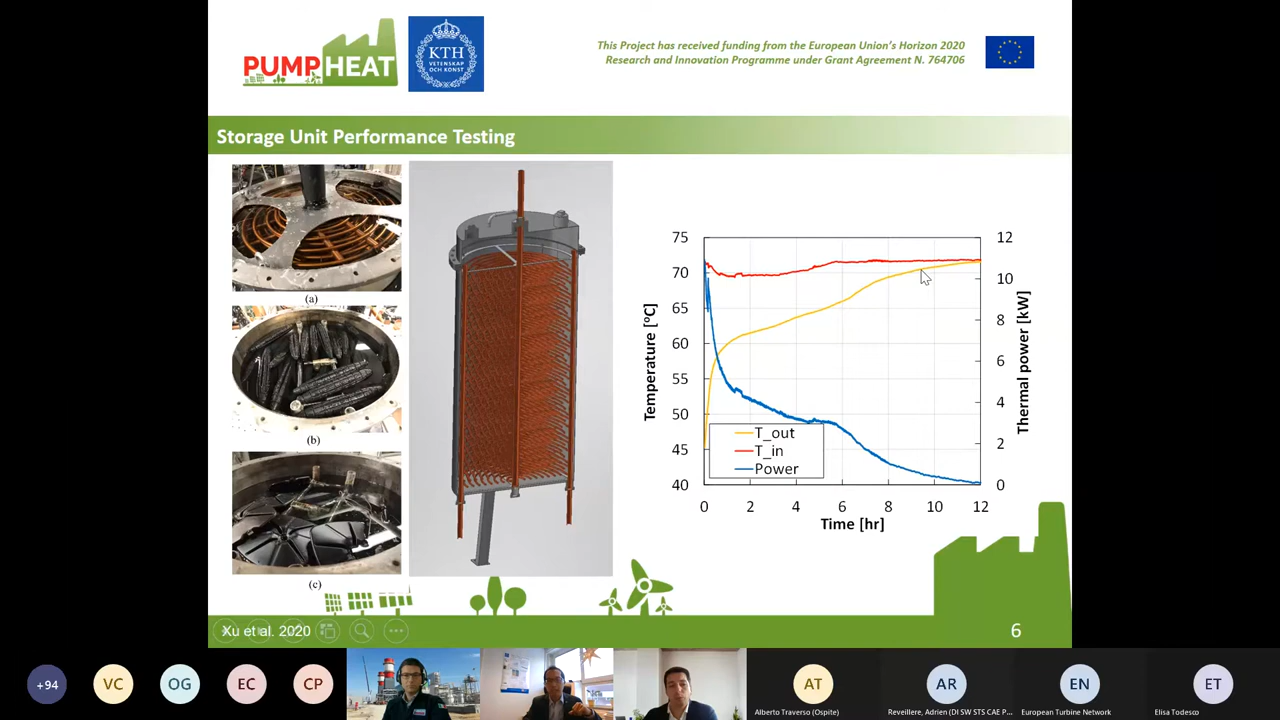 PUMPHEAT
KTH
VETENSKAP
OCH KONST
This Project has received funding from the European Union's Horizon 2020
Research and Innovation Programme under Grant Agreement N. 764706
Storage Unit Performance Testing
(a)
(b)
(c)
75
70
65
60
55
50
45
40
Temperature [°C]
12
10
8
6
4
2
0
Thermal power [kW]
T_out
T_in
Power
0 2 4 6 8 10 12
Time [hr]
Xu et al. 2020
6
+94
VC
OG
EC
CP
AT
Alberto Traverso (Ospite)
AR
Reveillere, Adrien (DI SW STS CAE P...
EN
European Turbine Network
ET
Elisa Todesco